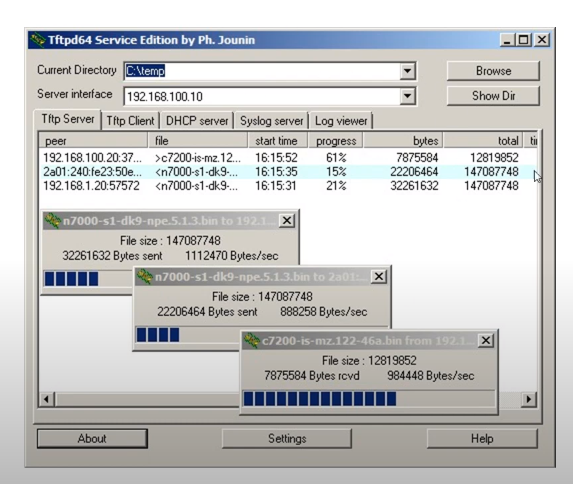 Tftpd64 Service Edition by Ph. Jounin
Current Directory C:\temp Browse
Server interface 192.168.100.10 Show Dir
Tftp Server Tftp Client DHCP server Syslog server Log viewer
peer file start time progress bytes total
192.168.100.20:37... >c7200-is-mz.12... 16:15:52 61% 7875584 12819852
2a01:240:fe23:50e... <n7000-s1-dk9-... 16:15:35 15% 22206464 147087748
192.168.1.20:57572 <n7000-s1-dk9-... 16:15:31 21% 32261632 147087748
n7000-s1-dk9-npe.5.1.3.bin to 192.1...
File size : 147087748
32261632 Bytes sent 1112470 Bytes/sec
n7000-s1-dk9-npe.5.1.3.bin to 2a01:...
File size : 147087748
22206464 Bytes sent 888258 Bytes/sec
c7200-is-mz.122-46a.bin from 192.1...
File size : 12819852
7875584 Bytes rcvd 984448 Bytes/sec
About Settings Help